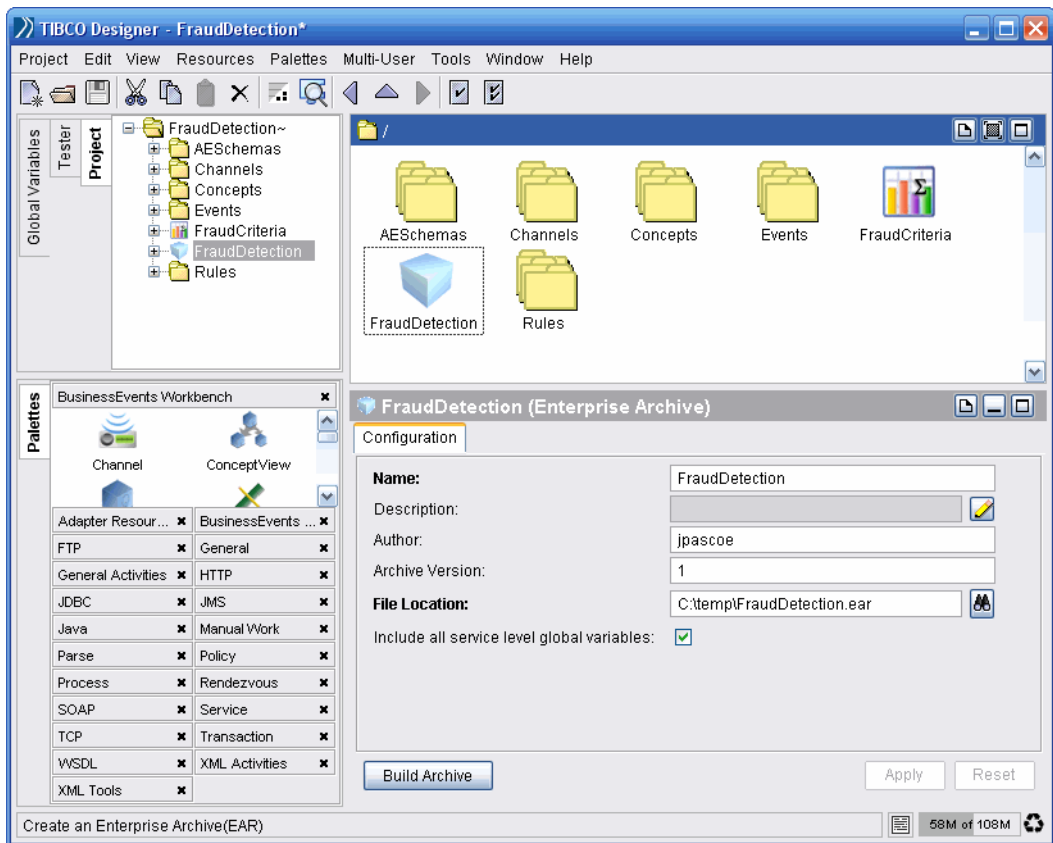 TIBCO Designer - FraudDetection*
Project Edit View Resources Palettes Multi-User Tools Window Help
Global Variables
Tester
Project
FraudDetection~
AESchemas
Channels
Concepts
Events
FraudCriteria
FraudDetection
Rules
/
AESchemas Channels Concepts Events FraudCriteria
FraudDetection Rules
Palettes
BusinessEvents Workbench
Channel ConceptView
Adapter Resour... BusinessEvents ...
FTP General
General Activities HTTP
JDBC JMS
Java Manual Work
Parse Policy
Process Rendezvous
SOAP Service
TCP Transaction
WSDL XML Activities
XML Tools
FraudDetection (Enterprise Archive)
Configuration
Name: FraudDetection
Description:
Author: jpascoe
Archive Version: 1
File Location: C:\temp\FraudDetection.ear
Include all service level global variables:
Build Archive Apply Reset
Create an Enterprise Archive(EAR) 58M of 108M